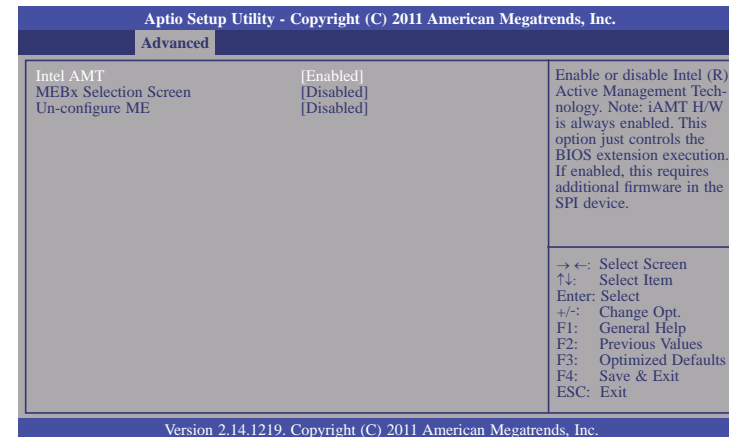 Aptio Setup Utility - Copyright (C) 2011 American Megatrends, Inc.
Advanced
Intel AMT [Enabled]
MEBx Selection Screen [Disabled]
Un-configure ME [Disabled]
Enable or disable Intel (R)
Active Management Tech-
nology. Note: iAMT H/W
is always enabled. This
option just controls the
BIOS extension execution.
If enabled, this requires
additional firmware in the
SPI device.
→ ←: Select Screen
↑↓: Select Item
Enter: Select
+/-: Change Opt.
F1: General Help
F2: Previous Values
F3: Optimized Defaults
F4: Save & Exit
ESC: Exit
Version 2.14.1219. Copyright (C) 2011 American Megatrends, Inc.